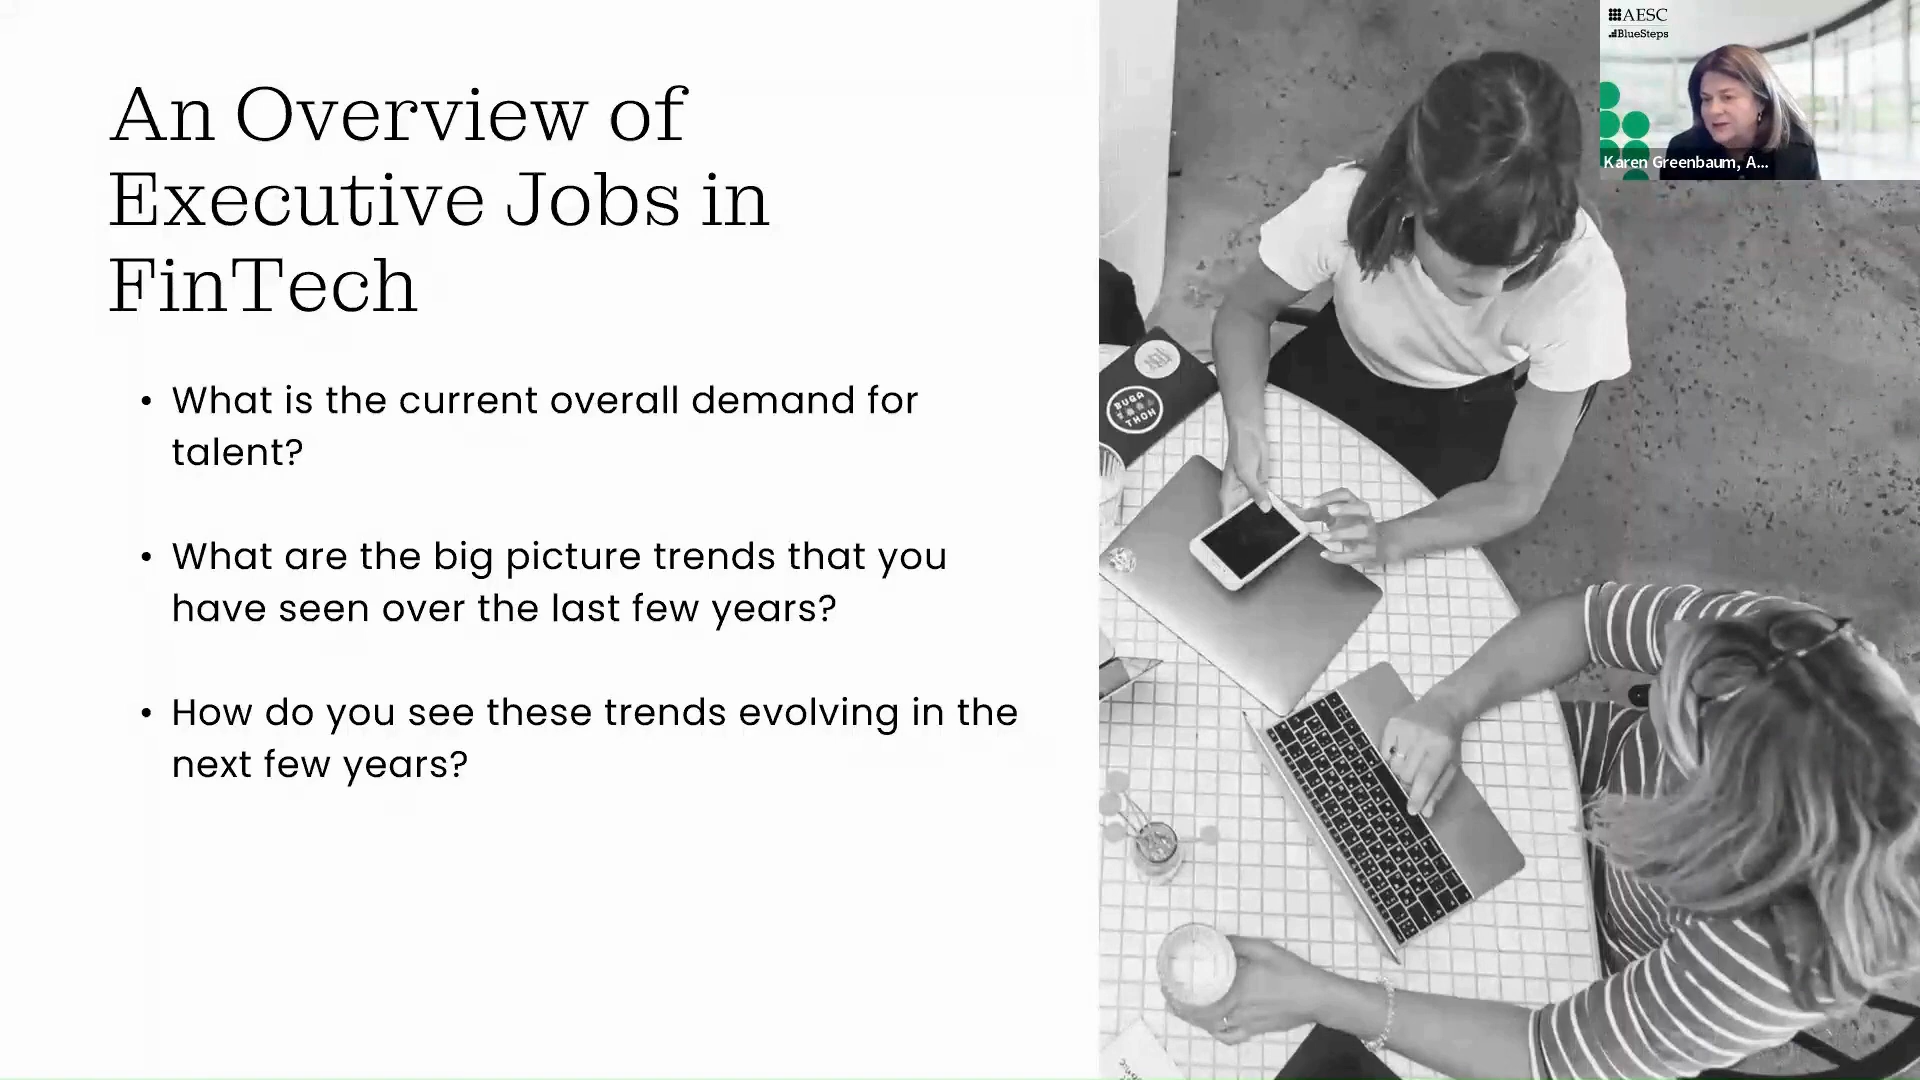 An Overview of
Executive Jobs in
FinTech
• What is the current overall demand for
talent?
• What are the big picture trends that you
have seen over the last few years?
• How do you see these trends evolving in the
next few years?
AESC
BlueSteps
Karen Greenbaum, A...
BUGA
THOH